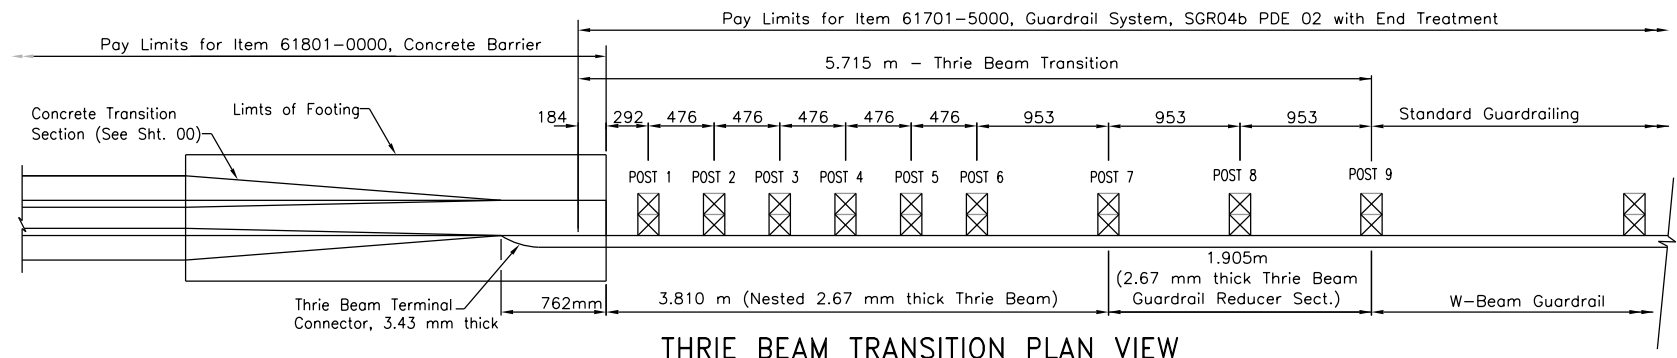 Pay Limits for Item 61701-5000, Guardrail System, SGR04b PDE 02 with End Treatment
Pay Limits for Item 61801-0000, Concrete Barrier
5.715 m - Thrie Beam Transition
Concrete Transition
Section (See Sht. 00)
Limts of Footing
184
292
476
476
476
476
476
953
953
953
Standard Guardrailing
POST 1
POST 2
POST 3
POST 4
POST 5
POST 6
POST 7
POST 8
POST 9
Thrie Beam Terminal
Connector, 3.43 mm thick
762mm
3.810 m (Nested 2.67 mm thick Thrie Beam)
1.905m
(2.67 mm thick Thrie Beam
Guardrail Reducer Sect.)
W-Beam Guardrail
THRIE BEAM TRANSITION PLAN VIEW